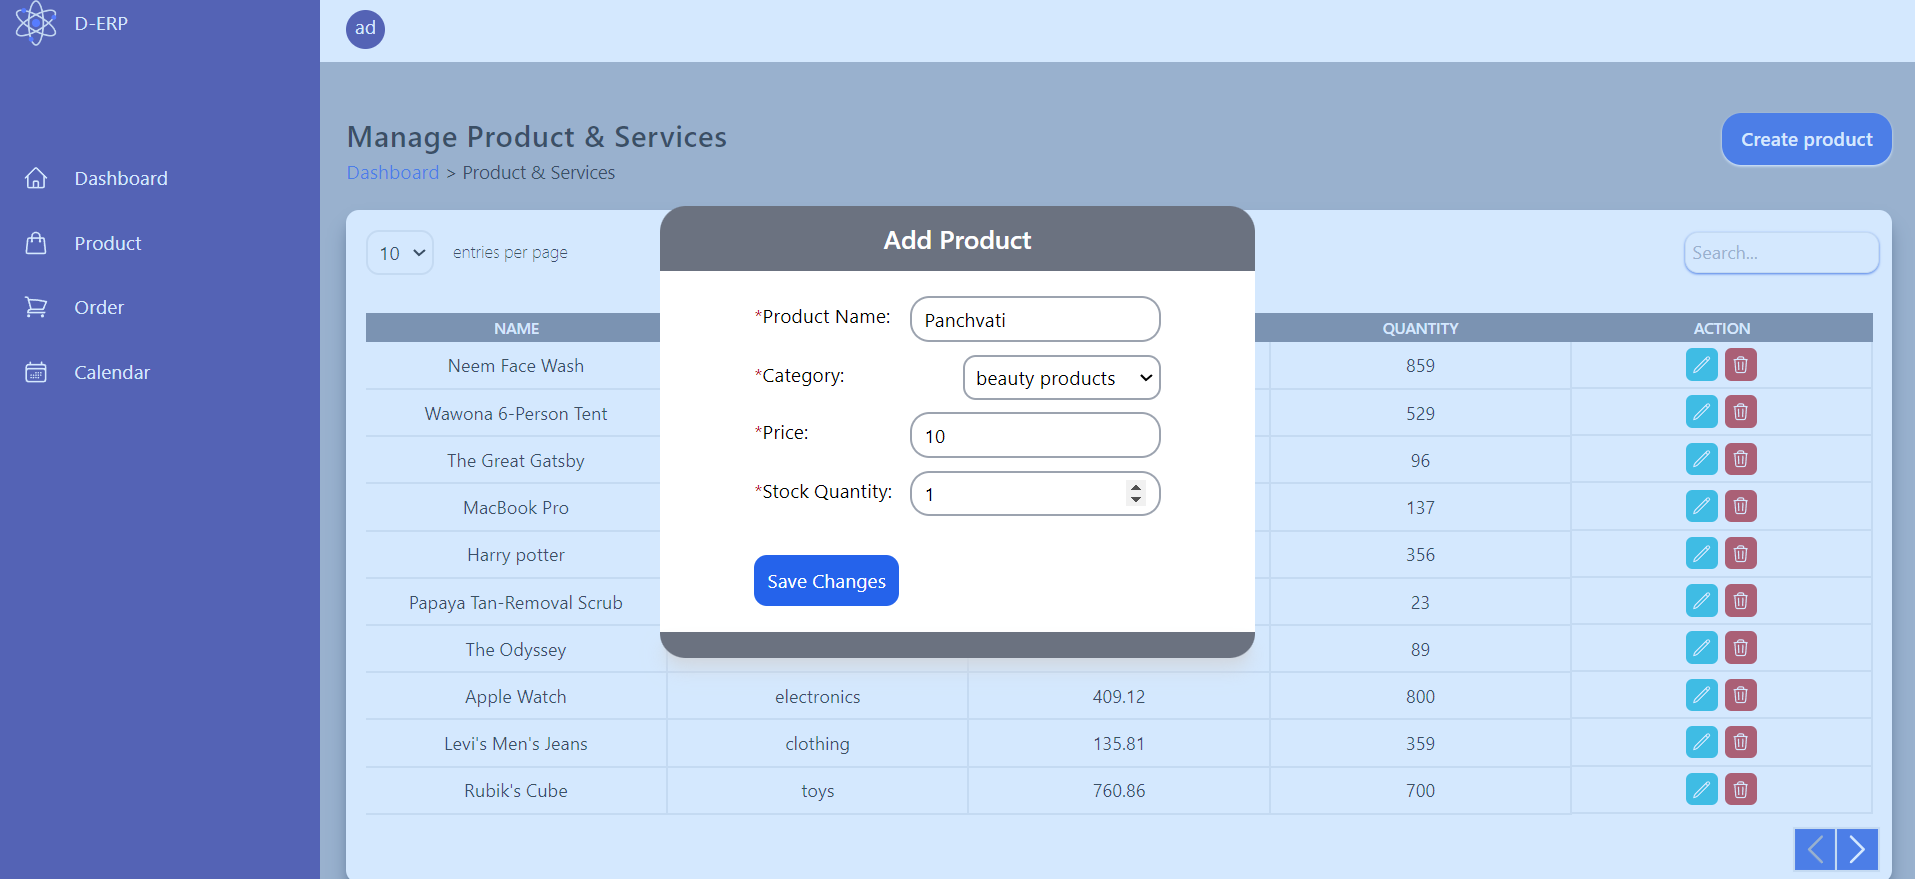 D-ERP
ad
Dashboard
Product
Order
Calendar
Manage Product & Services
Dashboard > Product & Services
Create product
10 entries per page
Search...
Add Product
*Product Name: Panchvati
*Category: beauty products
*Price: 10
*Stock Quantity: 1
Save Changes
NAME QUANTITY ACTION
Neem Face Wash 859
Wawona 6-Person Tent 529
The Great Gatsby 96
MacBook Pro 137
Harry potter 356
Papaya Tan-Removal Scrub 23
The Odyssey 89
Apple Watch electronics 409.12 800
Levi's Men's Jeans clothing 135.81 359
Rubik's Cube toys 760.86 700